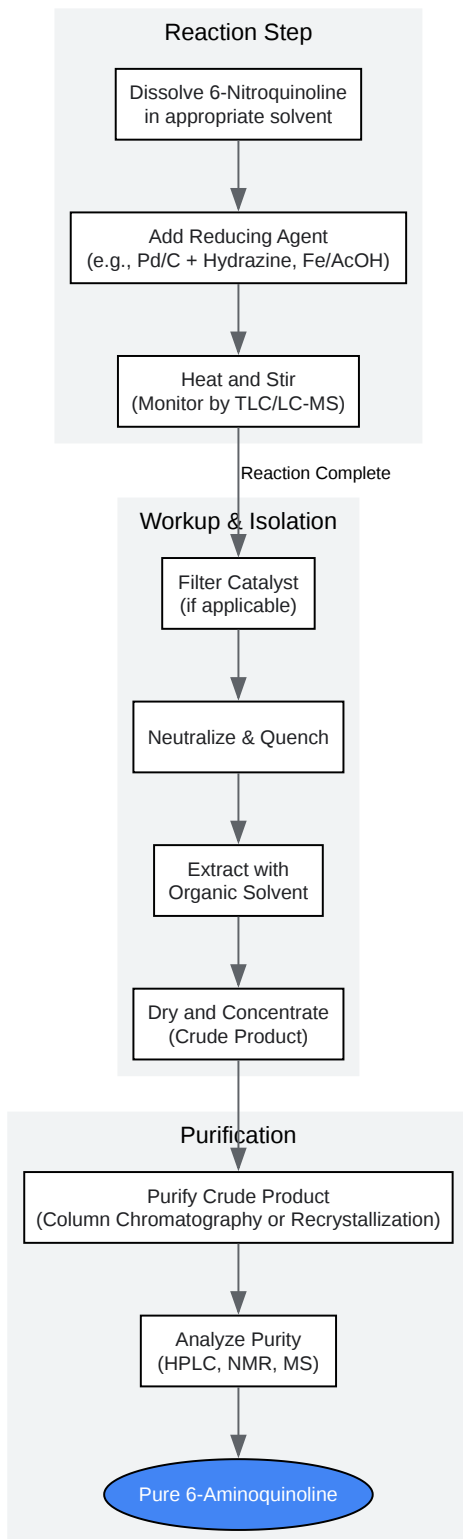 Reaction Step
Dissolve 6-Nitroquinoline
in appropriate solvent
Add Reducing Agent
(e.g., Pd/C + Hydrazine, Fe/AcOH)
Heat and Stir
(Monitor by TLC/LC-MS)
Reaction Complete
Workup & Isolation
Filter Catalyst
(if applicable)
Neutralize & Quench
Extract with
Organic Solvent
Dry and Concentrate
(Crude Product)
Purification
Purify Crude Product
(Column Chromatography or Recrystallization)
Analyze Purity
(HPLC, NMR, MS)
Pure 6-Aminoquinoline